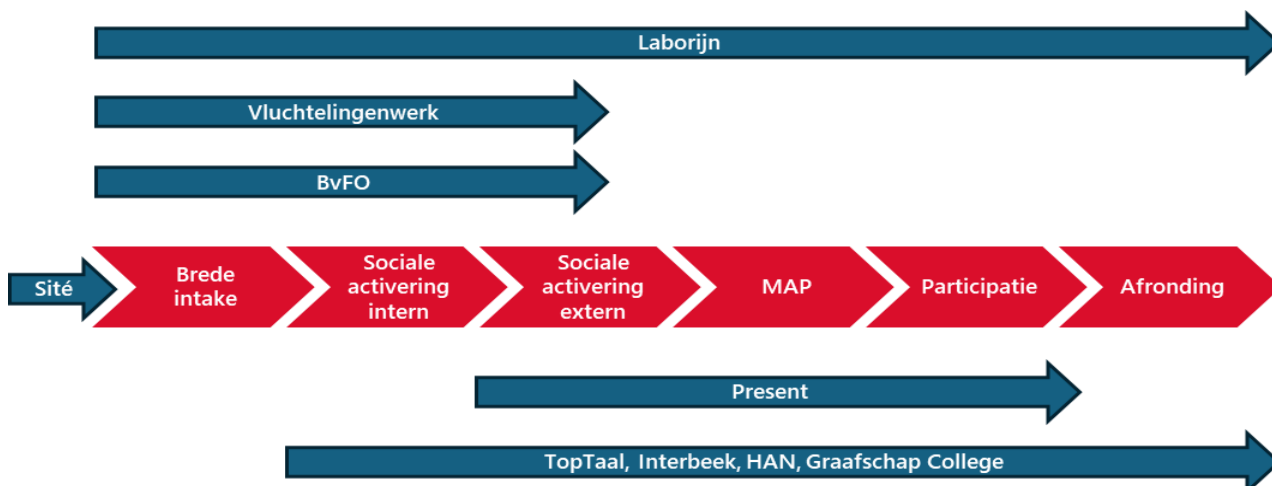 Laborijn
Vluchtelingenwerk
BvFO
Sité
Brede
intake
Sociale
activering
intern
Sociale
activering
extern
MAP
Participatie
Afronding
Present
TopTaal, Interbeek, HAN, Graafschap College